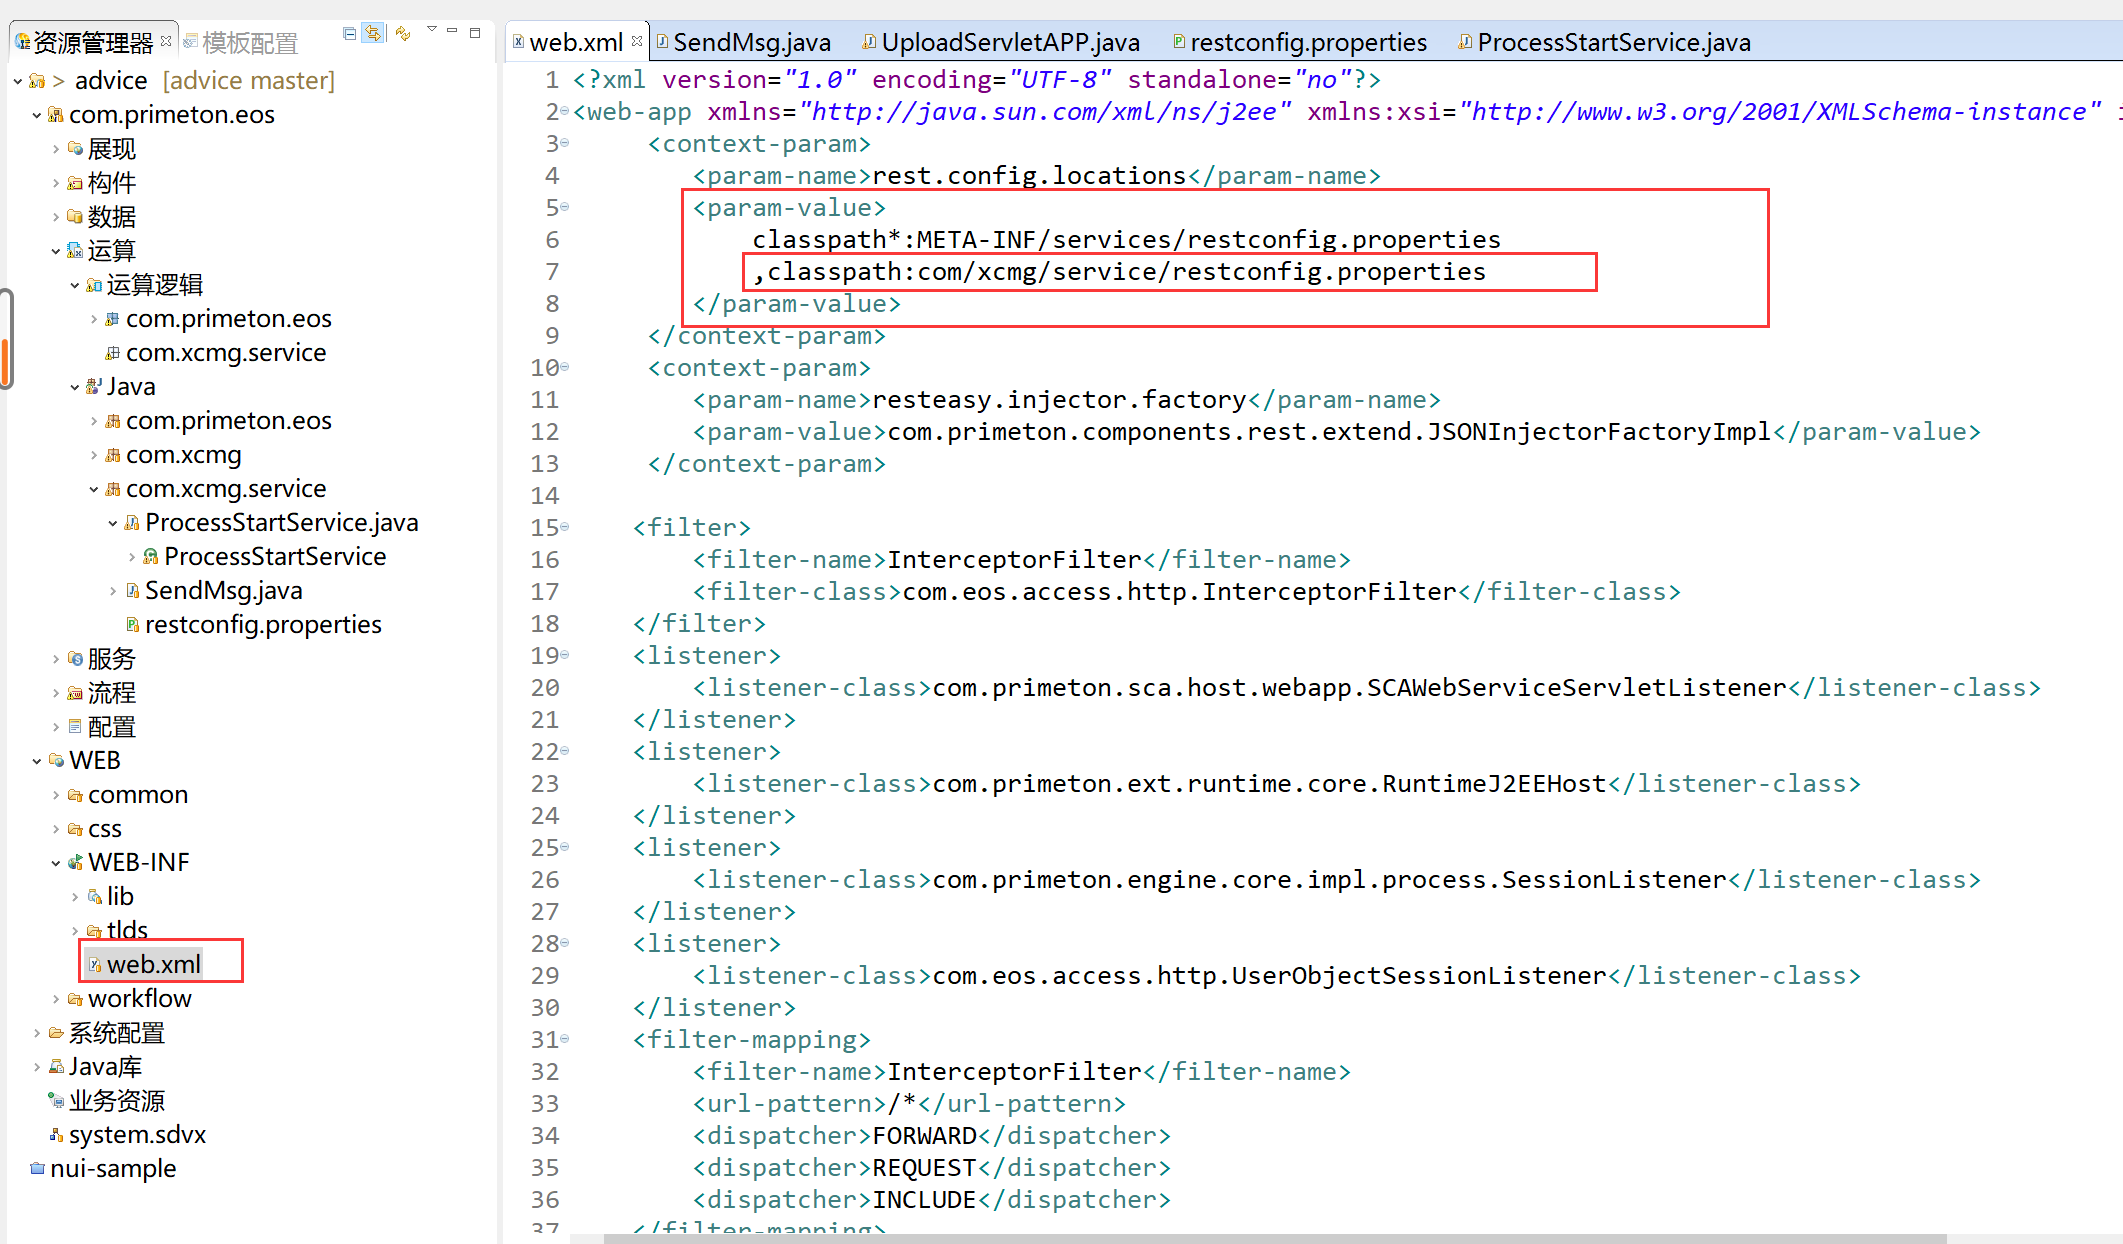 资源管理器
模板配置
> advice [advice master]
com.primeton.eos
展现
构件
数据
运算
运算逻辑
com.primeton.eos
com.xcmg.service
Java
com.primeton.eos
com.xcmg
com.xcmg.service
ProcessStartService.java
ProcessStartService
SendMsg.java
restconfig.properties
服务
流程
配置
WEB
common
css
WEB-INF
lib
tlds
web.xml
workflow
系统配置
Java库
业务资源
system.sdvx
nui-sample
web.xml
SendMsg.java
UploadServletAPP.java
restconfig.properties
ProcessStartService.java
1 <?xml version="1.0" encoding="UTF-8" standalone="no"?>
2 <web-app xmlns="http://java.sun.com/xml/ns/j2ee" xmlns:xsi="http://www.w3.org/2001/XMLSchema-instance"
3 <context-param>
4 <param-name>rest.config.locations</param-name>
5 <param-value>
6 classpath*:META-INF/services/restconfig.properties
7 ,classpath:com/xcmg/service/restconfig.properties
8 </param-value>
9 </context-param>
10 <context-param>
11 <param-name>resteasy.injector.factory</param-name>
12 <param-value>com.primeton.components.rest.extend.JSONInjectorFactoryImpl</param-value>
13 </context-param>
14
15 <filter>
16 <filter-name>InterceptorFilter</filter-name>
17 <filter-class>com.eos.access.http.InterceptorFilter</filter-class>
18 </filter>
19 <listener>
20 <listener-class>com.primeton.sca.host.webapp.SCAWebServiceServletListener</listener-class>
21 </listener>
22 <listener>
23 <listener-class>com.primeton.ext.runtime.core.RuntimeJ2EEHost</listener-class>
24 </listener>
25 <listener>
26 <listener-class>com.primeton.engine.core.impl.process.SessionListener</listener-class>
27 </listener>
28 <listener>
29 <listener-class>com.eos.access.http.UserObjectSessionListener</listener-class>
30 </listener>
31 <filter-mapping>
32 <filter-name>InterceptorFilter</filter-name>
33 <url-pattern>/*</url-pattern>
34 <dispatcher>FORWARD</dispatcher>
35 <dispatcher>REQUEST</dispatcher>
36 <dispatcher>INCLUDE</dispatcher>
37 </filter-mapping>